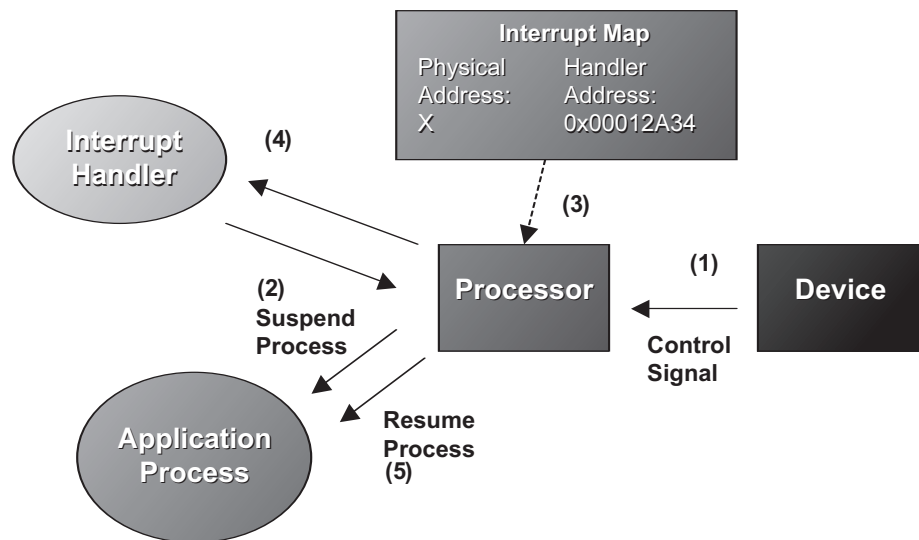 Interrupt Map
Physical Handler
Address: Address:
X 0x00012A34
Interrupt
Handler
(4)
(3)
(1)
Processor
Device
(2)
Suspend
Process
Control
Signal
Application
Process
Resume
Process
(5)